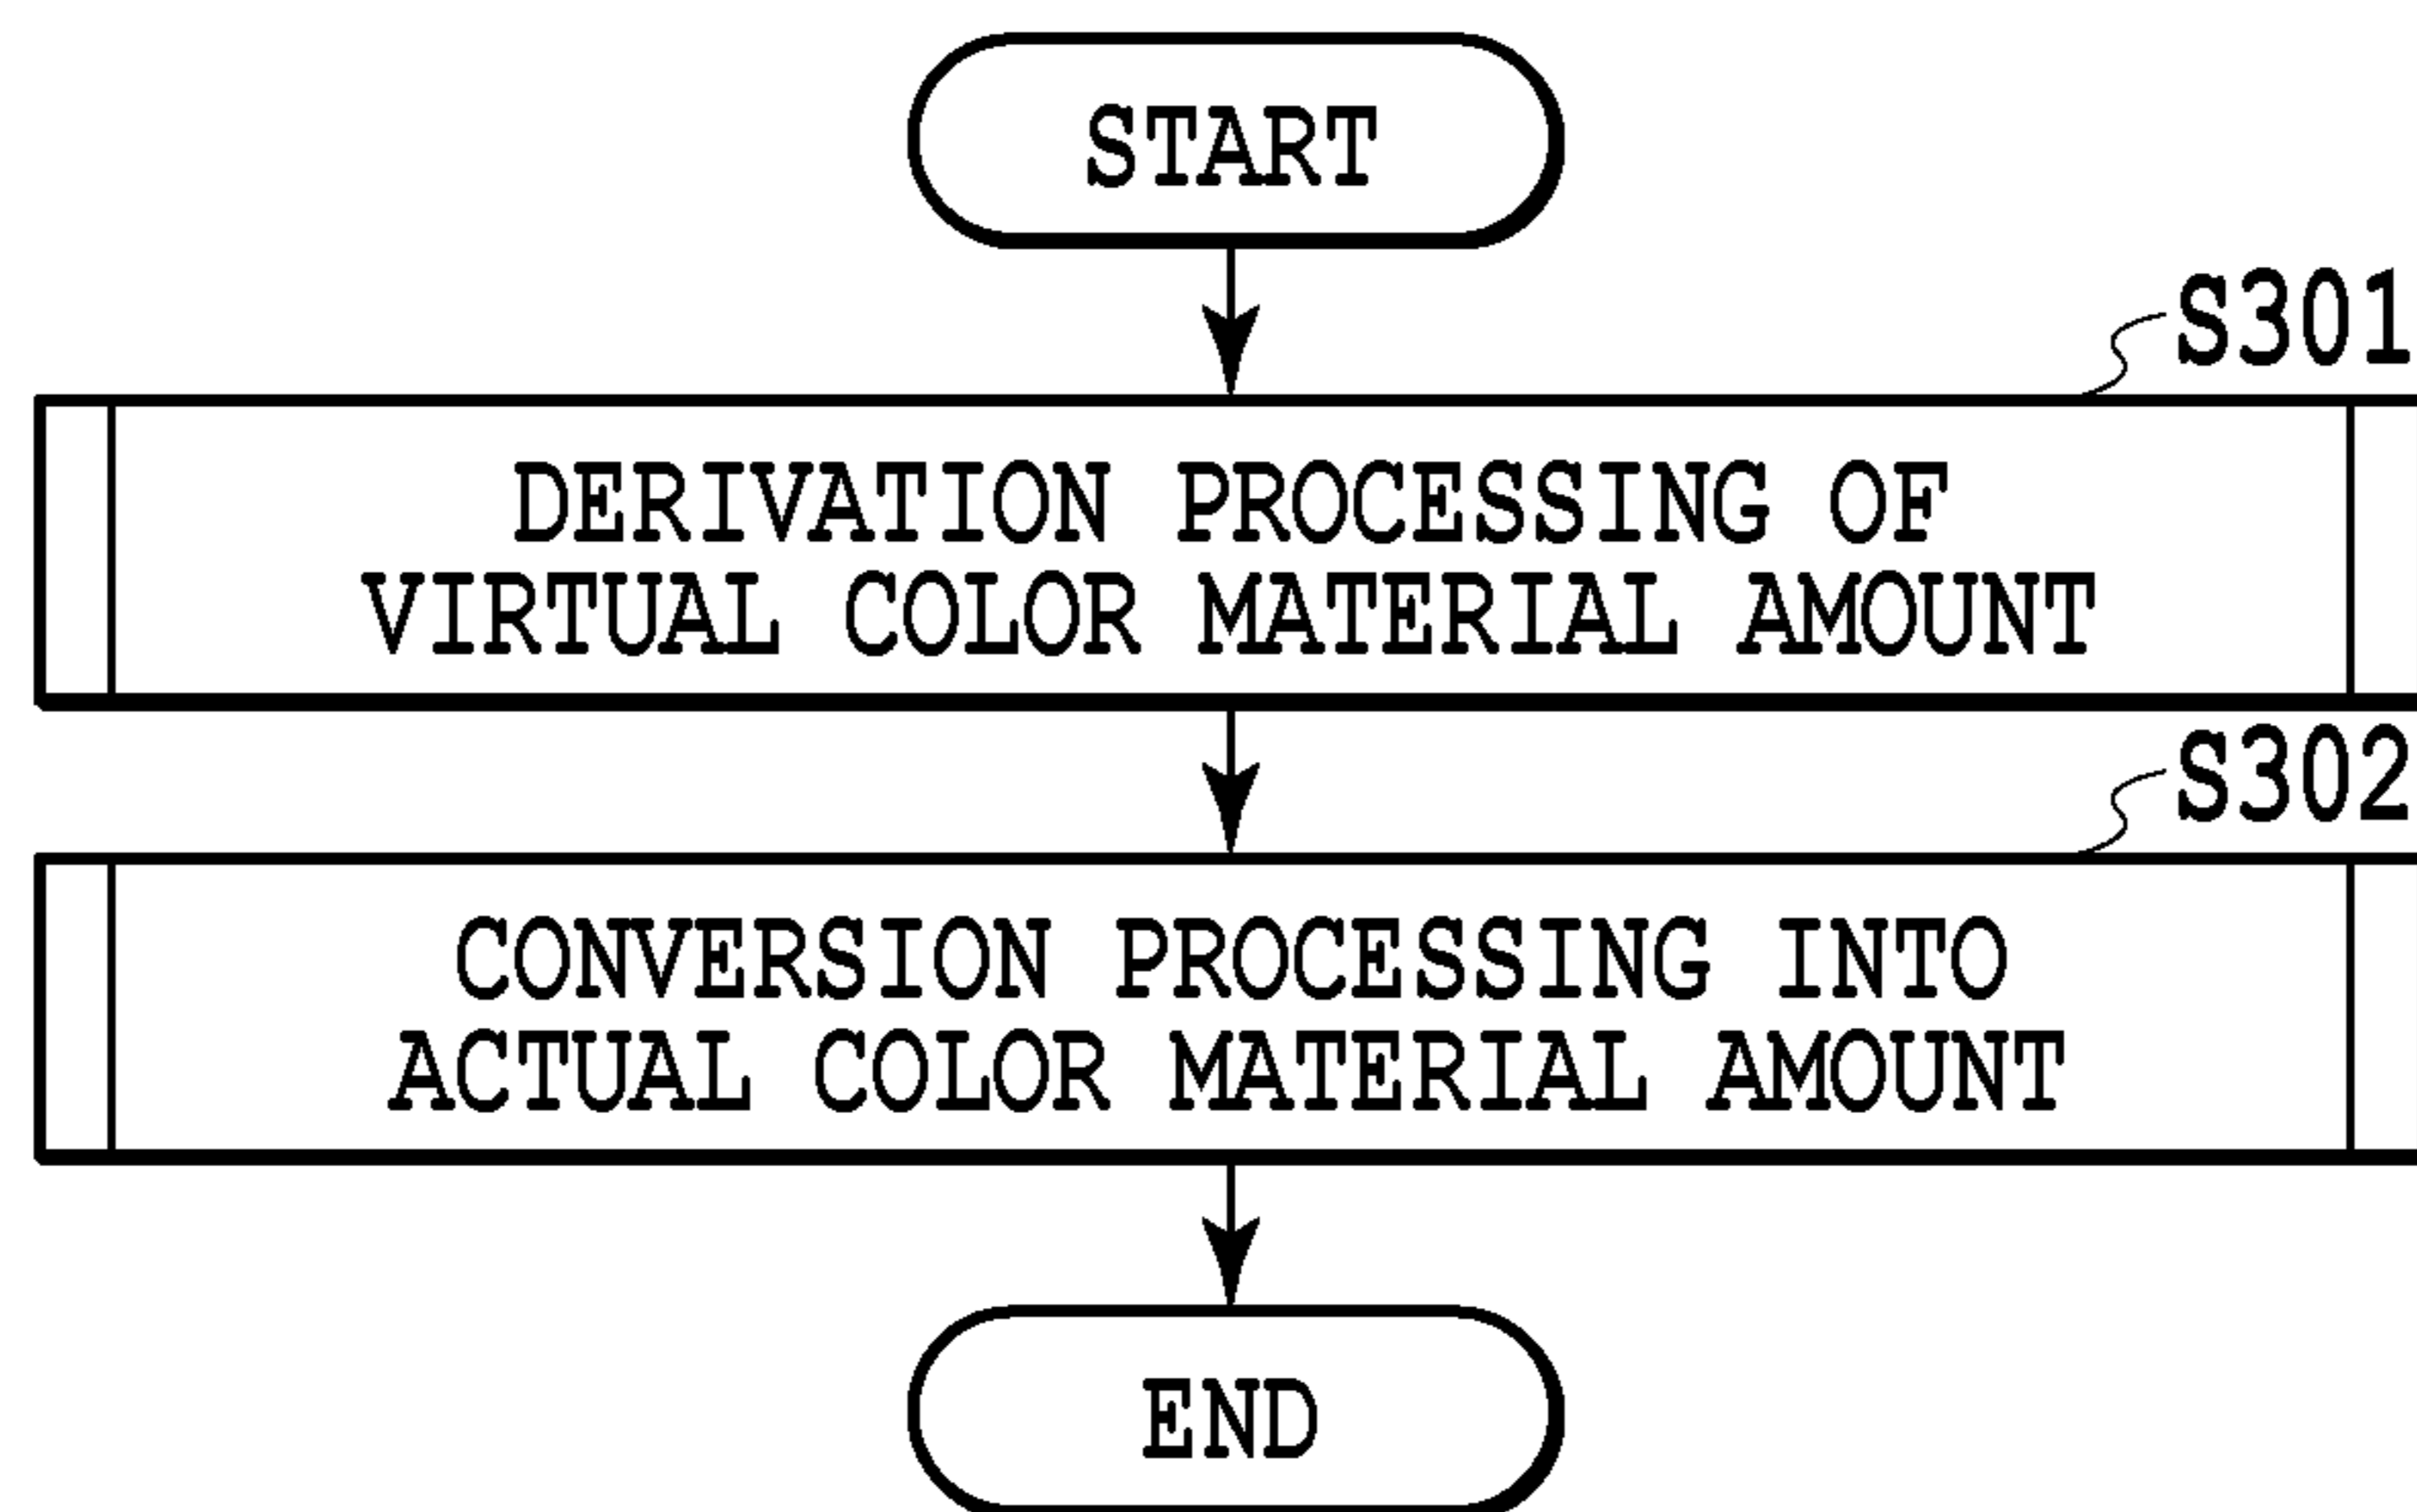 START
S301
DERIVATION PROCESSING OF
VIRTUAL COLOR MATERIAL AMOUNT
S302
CONVERSION PROCESSING INTO
ACTUAL COLOR MATERIAL AMOUNT
END